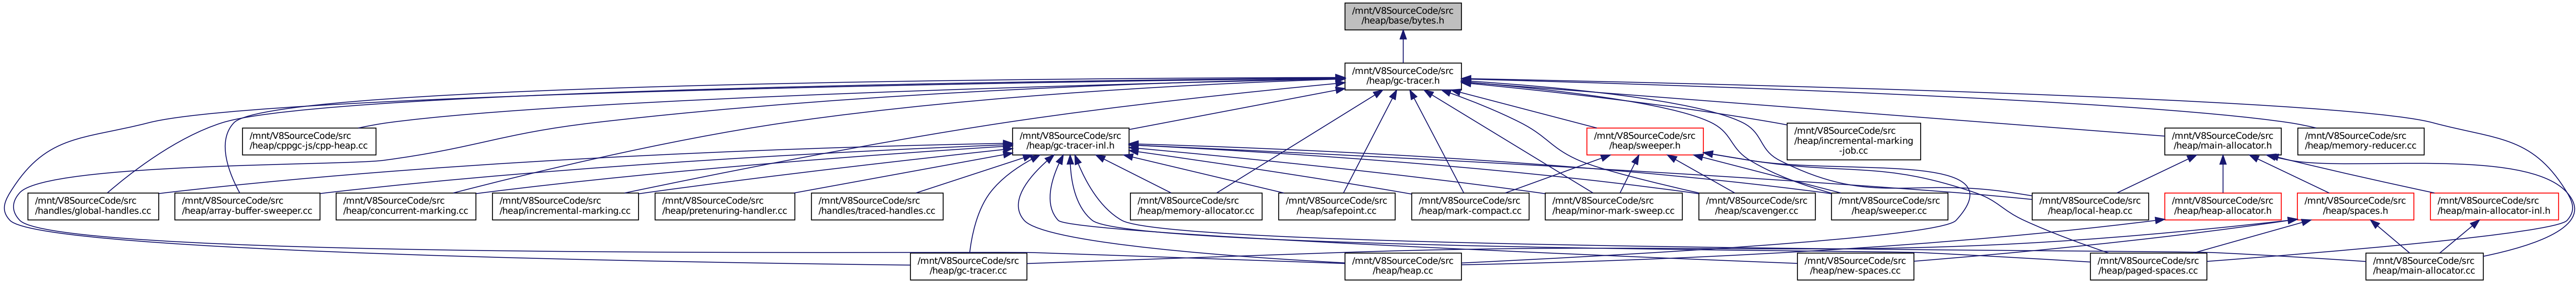 /mnt/V8SourceCode/src
/heap/base/bytes.h
/mnt/V8SourceCode/src
/heap/gc-tracer.h
/mnt/V8SourceCode/src
/heap/cppgc-js/cpp-heap.cc
/mnt/V8SourceCode/src
/heap/gc-tracer-inl.h
/mnt/V8SourceCode/src
/heap/sweeper.h
/mnt/V8SourceCode/src
/heap/incremental-marking
-job.cc
/mnt/V8SourceCode/src
/heap/main-allocator.h
/mnt/V8SourceCode/src
/heap/memory-reducer.cc
/mnt/V8SourceCode/src
/handles/global-handles.cc
/mnt/V8SourceCode/src
/heap/array-buffer-sweeper.cc
/mnt/V8SourceCode/src
/heap/concurrent-marking.cc
/mnt/V8SourceCode/src
/heap/incremental-marking.cc
/mnt/V8SourceCode/src
/heap/pretenuring-handler.cc
/mnt/V8SourceCode/src
/handles/traced-handles.cc
/mnt/V8SourceCode/src
/heap/memory-allocator.cc
/mnt/V8SourceCode/src
/heap/safepoint.cc
/mnt/V8SourceCode/src
/heap/mark-compact.cc
/mnt/V8SourceCode/src
/heap/minor-mark-sweep.cc
/mnt/V8SourceCode/src
/heap/scavenger.cc
/mnt/V8SourceCode/src
/heap/sweeper.cc
/mnt/V8SourceCode/src
/heap/local-heap.cc
/mnt/V8SourceCode/src
/heap/heap-allocator.h
/mnt/V8SourceCode/src
/heap/spaces.h
/mnt/V8SourceCode/src
/heap/main-allocator-inl.h
/mnt/V8SourceCode/src
/heap/gc-tracer.cc
/mnt/V8SourceCode/src
/heap/heap.cc
/mnt/V8SourceCode/src
/heap/new-spaces.cc
/mnt/V8SourceCode/src
/heap/paged-spaces.cc
/mnt/V8SourceCode/src
/heap/main-allocator.cc